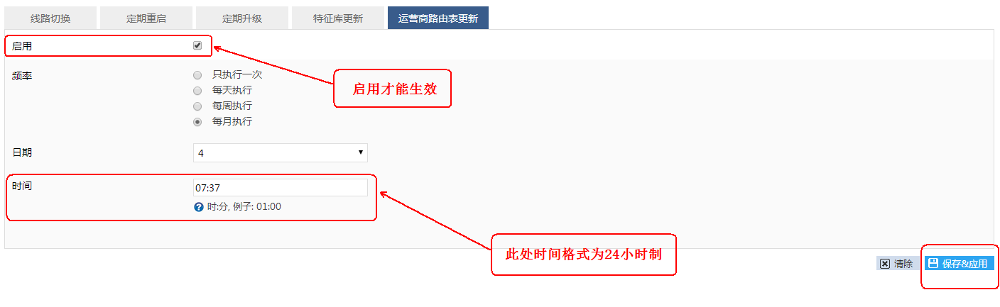 线路切换 定期重启 定期升级 特征库更新 运营商路由表更新
启用
频率 只执行一次
每天执行
启用才能生效
每周执行
每月执行
日期 4
时间 07:37
时:分, 例子: 01:00
此处时间格式为24小时制
清除 保存&应用